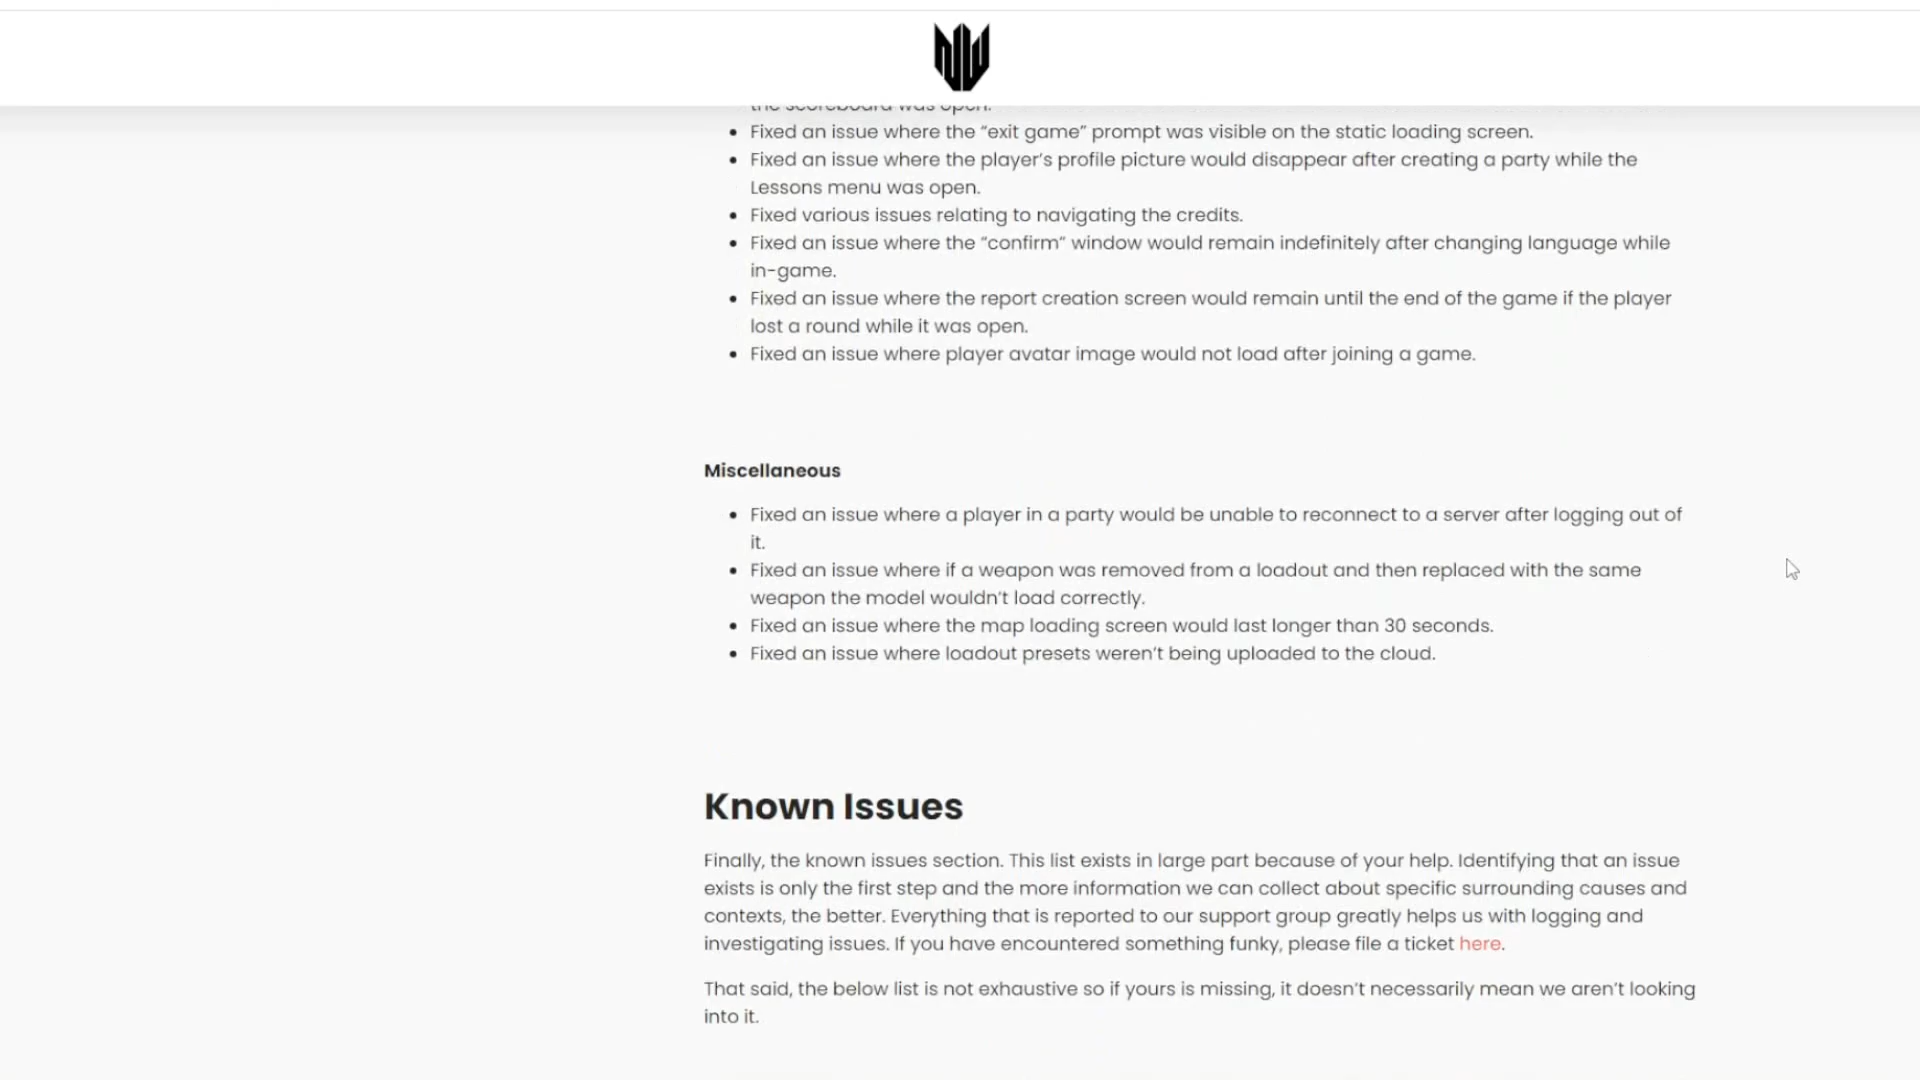 the scoreboard was open.
• Fixed an issue where the “exit game” prompt was visible on the static loading screen.
• Fixed an issue where the player’s profile picture would disappear after creating a party while the
Lessons menu was open.
• Fixed various issues relating to navigating the credits.
• Fixed an issue where the “confirm” window would remain indefinitely after changing language while
in-game.
• Fixed an issue where the report creation screen would remain until the end of the game if the player
lost a round while it was open.
• Fixed an issue where player avatar image would not load after joining a game.
Miscellaneous
• Fixed an issue where a player in a party would be unable to reconnect to a server after logging out of
it.
• Fixed an issue where if a weapon was removed from a loadout and then replaced with the same
weapon the model wouldn’t load correctly.
• Fixed an issue where the map loading screen would last longer than 30 seconds.
• Fixed an issue where loadout presets weren’t being uploaded to the cloud.
Known Issues
Finally, the known issues section. This list exists in large part because of your help. Identifying that an issue
exists is only the first step and the more information we can collect about specific surrounding causes and
contexts, the better. Everything that is reported to our support group greatly helps us with logging and
investigating issues. If you have encountered something funky, please file a ticket here.
That said, the below list is not exhaustive so if yours is missing, it doesn’t necessarily mean we aren’t looking
into it.